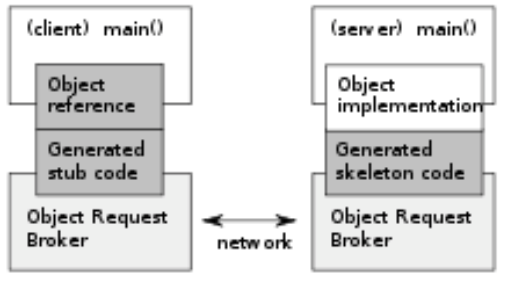 (client) main()
Object
reference
Generated
stub code
Object Request
Broker
network
(server) main()
Object
implementation
Generated
skeleton code
Object Request
Broker